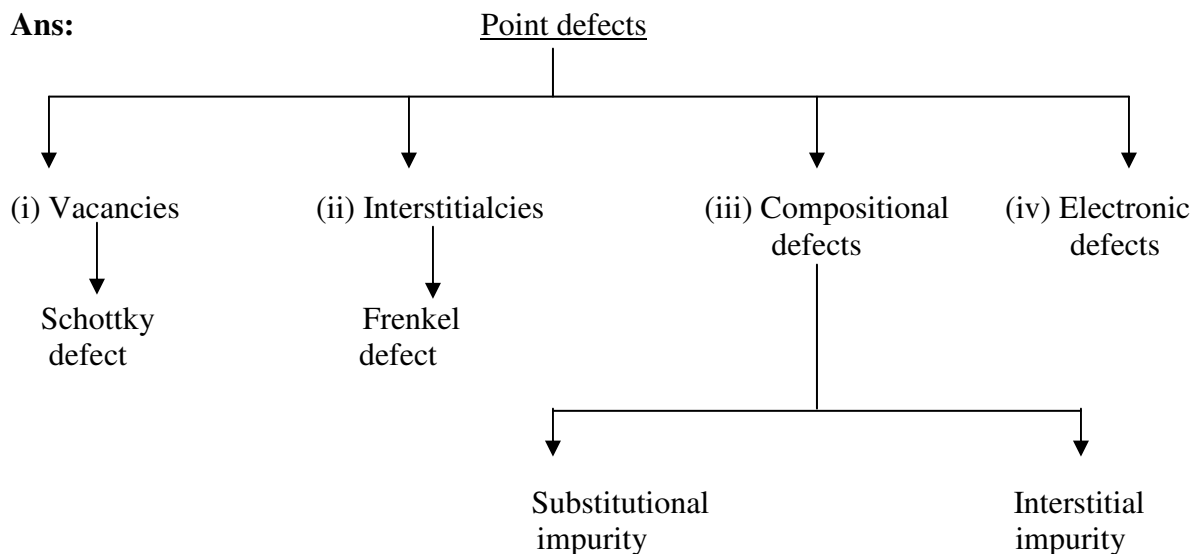 Ans: Point defects
(i) Vacancies (ii) Interstitialcies (iii) Compositional defects (iv) Electronic defects
Schottky defect Frenkel defect
Substitutional impurity Interstitial impurity